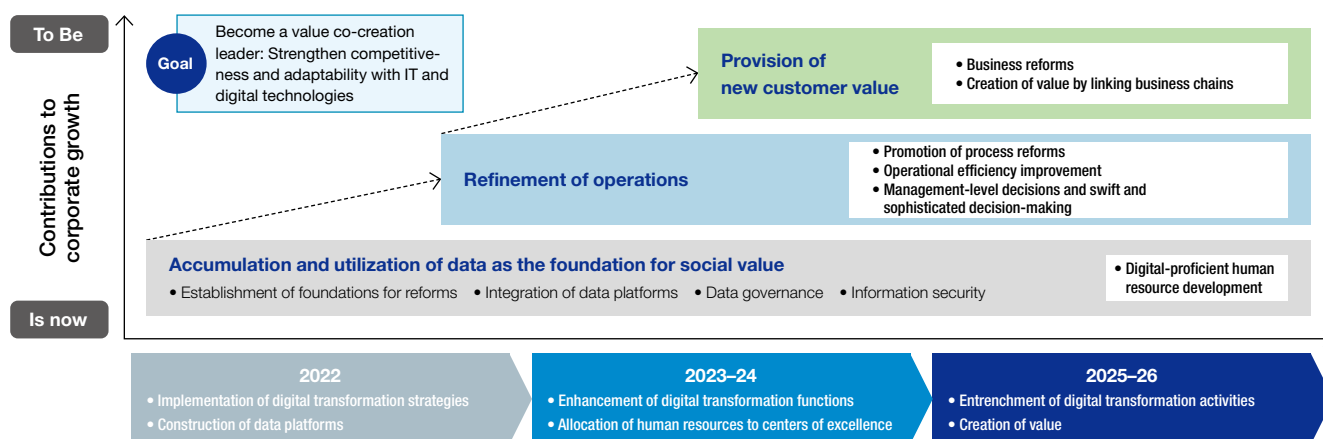 To Be
Contributions to
corporate growth
Is now
Goal
Become a value co-creation
leader: Strengthen competitive-
ness and adaptability with IT and
digital technologies
Provision of
new customer value
• Business reforms
• Creation of value by linking business chains
Refinement of operations
• Promotion of process reforms
• Operational efficiency improvement
• Management-level decisions and swift and
sophisticated decision-making
Accumulation and utilization of data as the foundation for social value
• Establishment of foundations for reforms • Integration of data platforms • Data governance • Information security
• Digital-proficient human
resource development
2022
• Implementation of digital transformation strategies
• Construction of data platforms
2023–24
• Enhancement of digital transformation functions
• Allocation of human resources to centers of excellence
2025–26
• Entrenchment of digital transformation activities
• Creation of value